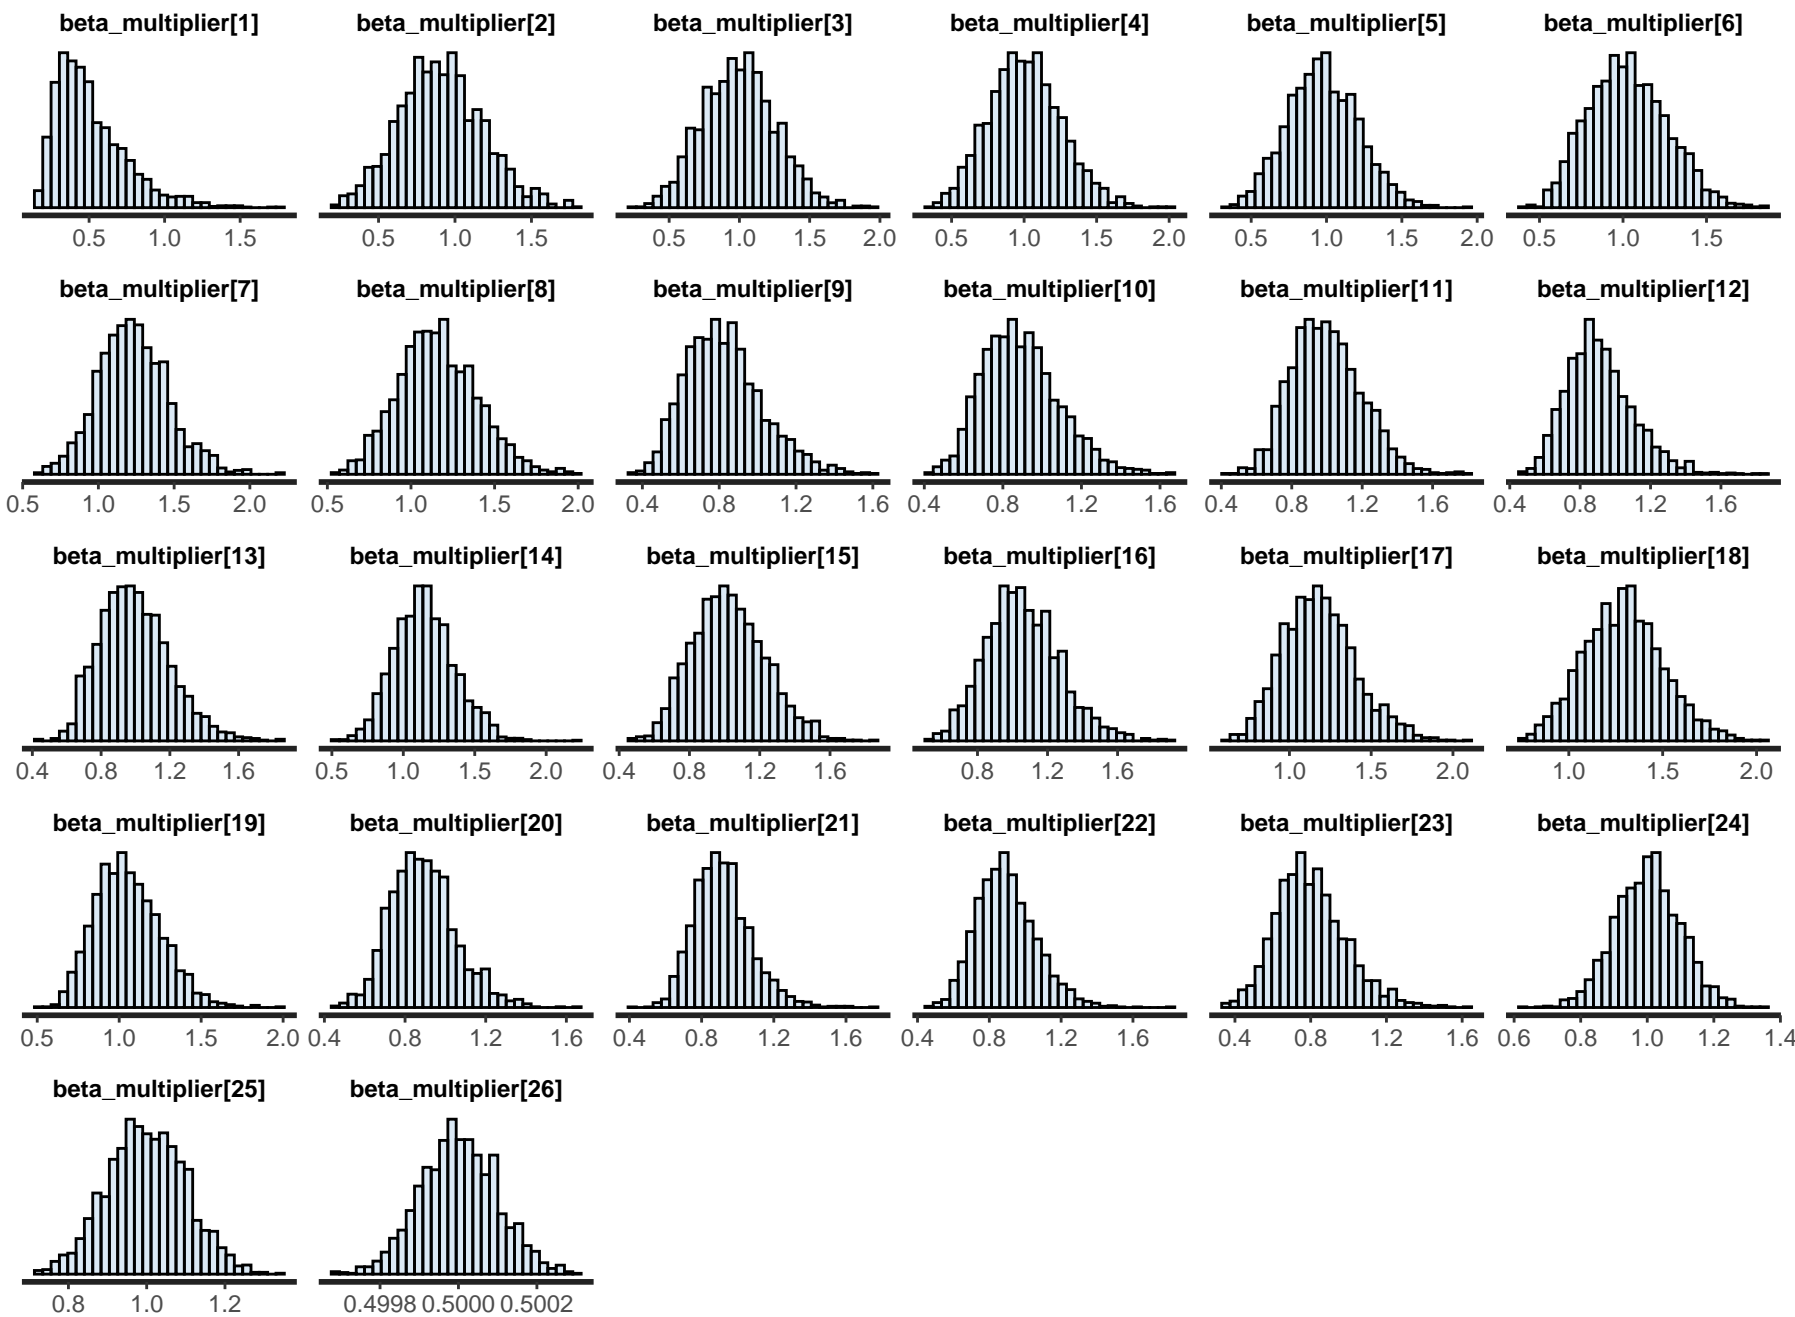 beta_multiplier[1] beta_multiplier[2] beta_multiplier[3] beta_multiplier[4] beta_multiplier[5] beta_multiplier[6]
0.5 1.0 1.5 0.5 1.0 1.5 0.5 1.0 1.5 2.0 0.5 1.0 1.5 2.0 0.5 1.0 1.5 2.0 0.5 1.0 1.5
beta_multiplier[7] beta_multiplier[8] beta_multiplier[9] beta_multiplier[10] beta_multiplier[11] beta_multiplier[12]
0.5 1.0 1.5 2.0 0.5 1.0 1.5 2.0 0.4 0.8 1.2 1.6 0.4 0.8 1.2 1.6 0.4 0.8 1.2 1.6 0.4 0.8 1.2 1.6
beta_multiplier[13] beta_multiplier[14] beta_multiplier[15] beta_multiplier[16] beta_multiplier[17] beta_multiplier[18]
0.4 0.8 1.2 1.6 0.5 1.0 1.5 2.0 0.4 0.8 1.2 1.6 0.8 1.2 1.6 1.0 1.5 2.0 1.0 1.5 2.0
beta_multiplier[19] beta_multiplier[20] beta_multiplier[21] beta_multiplier[22] beta_multiplier[23] beta_multiplier[24]
0.5 1.0 1.5 2.0 0.4 0.8 1.2 1.6 0.4 0.8 1.2 1.6 0.4 0.8 1.2 1.6 0.4 0.8 1.2 1.6 0.6 0.8 1.0 1.2 1.4
beta_multiplier[25] beta_multiplier[26]
0.8 1.0 1.2 0.4998 0.5000 0.5002